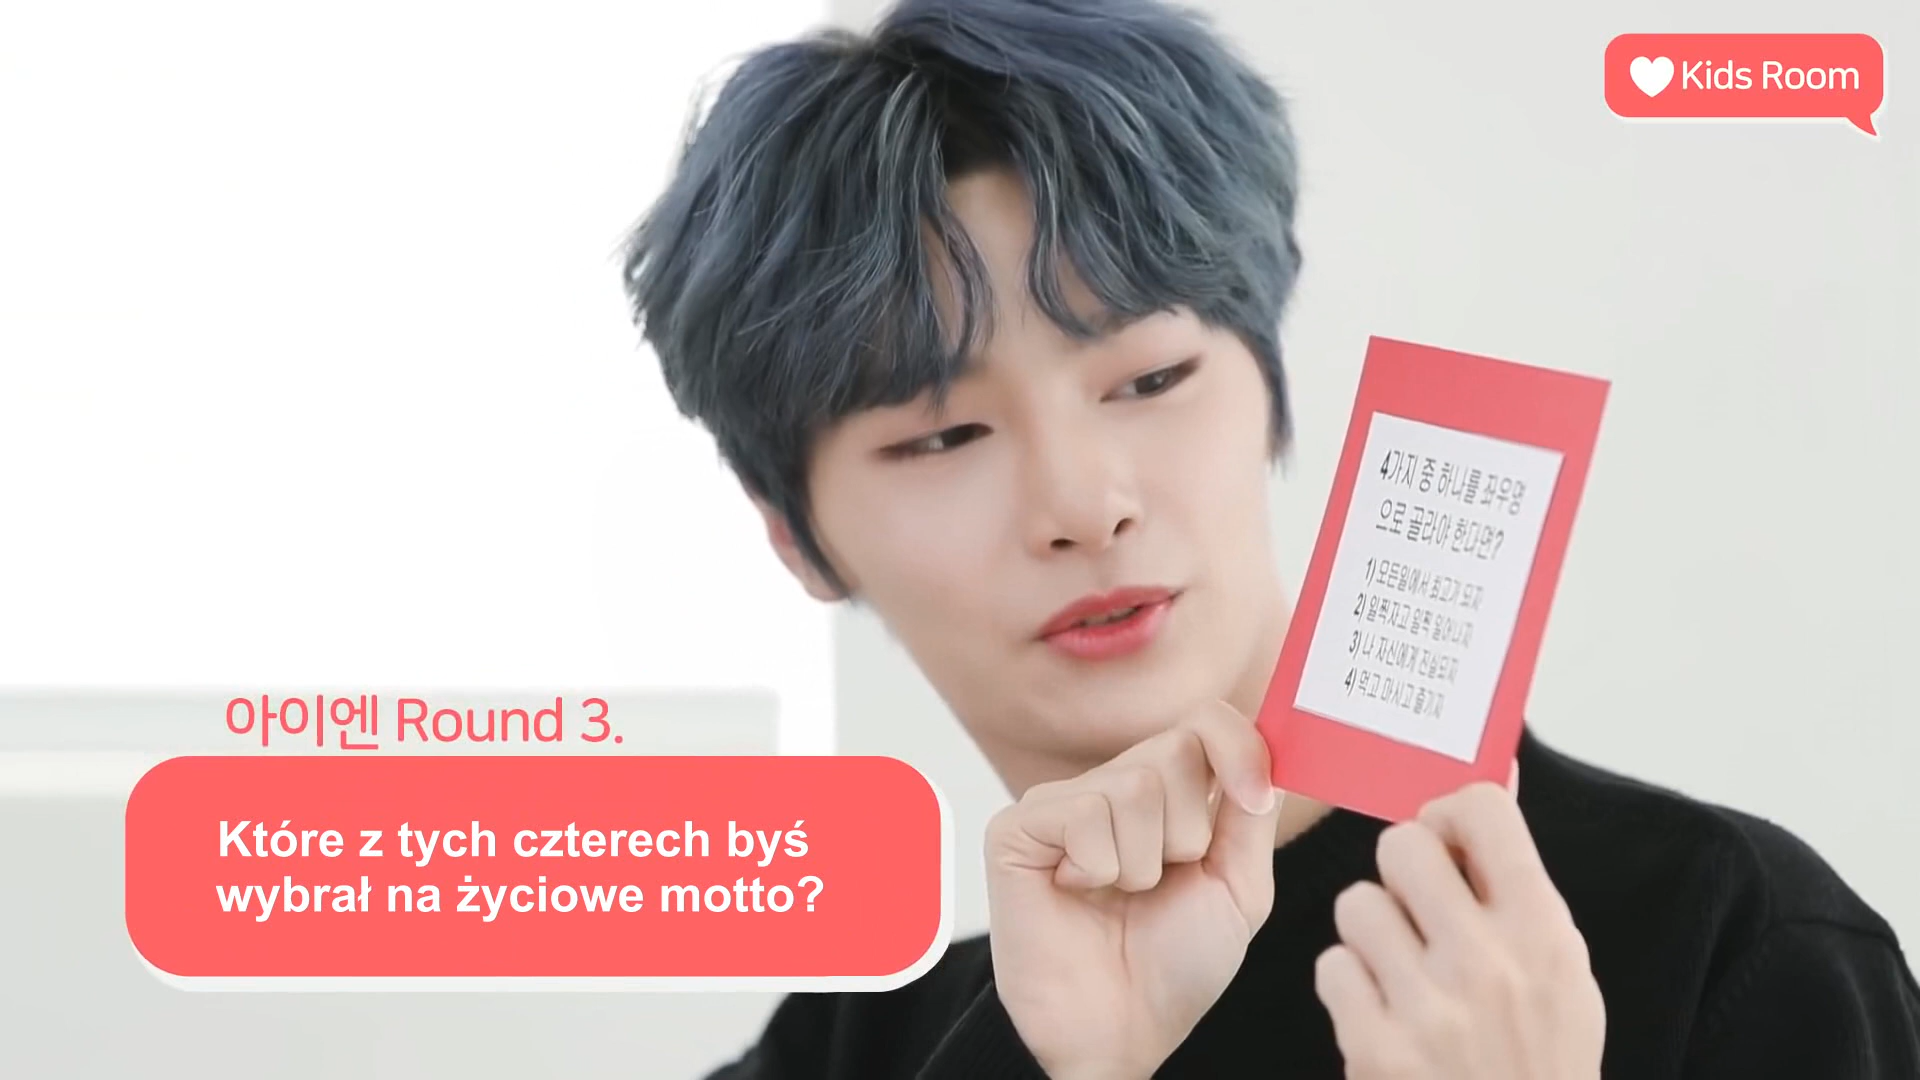 Kids Room
4가지 중 하나를 좌우명
으로 골라야 한다면?
1) 모든일에서 최고가 되자
2) 일찍자고 일찍 일어나자
3) 나 자신에게 진실되자
4) 먹고 마시고 즐기자
아이엔 Round 3.
Które z tych czterech byś
wybrał na życiowe motto?